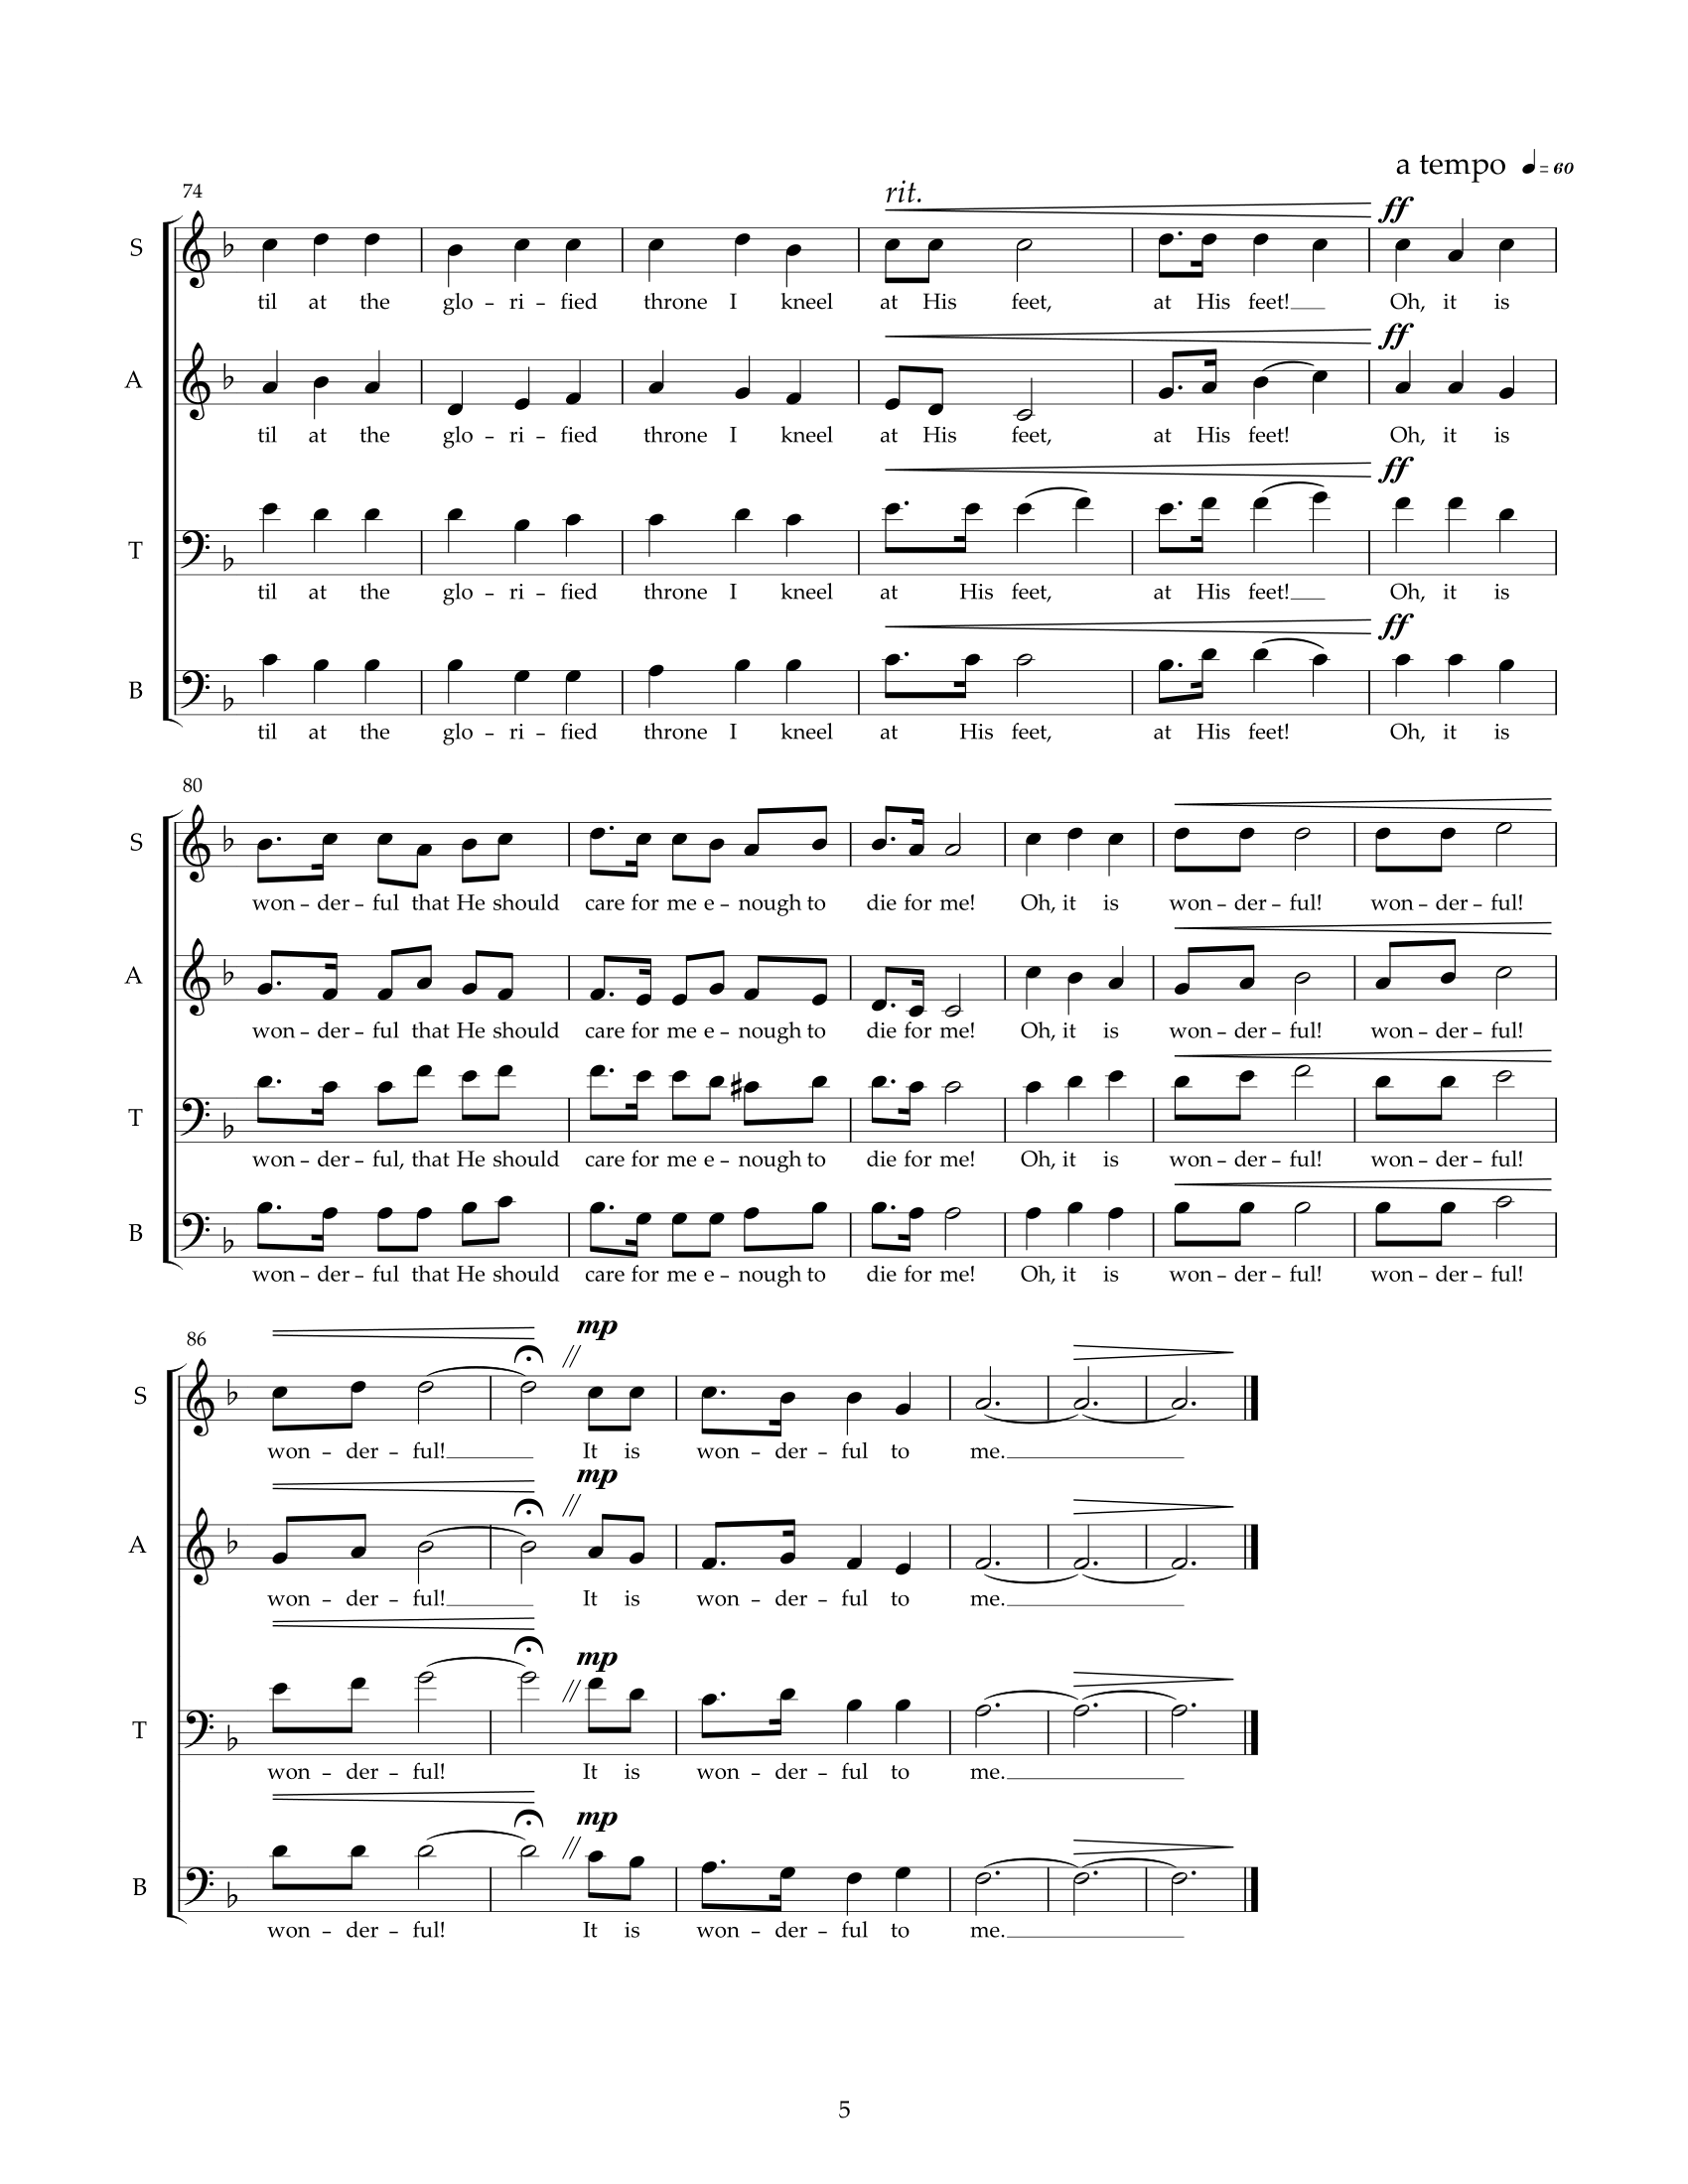 a tempo ♩= 60
74
rit.
ff
S
til at the glo - ri - fied throne I kneel at His feet, at His feet! Oh, it is
ff
A
til at the glo - ri - fied throne I kneel at His feet, at His feet! Oh, it is
ff
T
til at the glo - ri - fied throne I kneel at His feet, at His feet! Oh, it is
ff
B
til at the glo - ri - fied throne I kneel at His feet, at His feet! Oh, it is
80
S
won - der - ful that He should care for me e - nough to die for me! Oh, it is won - der - ful! won - der - ful!
A
won - der - ful that He should care for me e - nough to die for me! Oh, it is won - der - ful! won - der - ful!
T
won - der - ful, that He should care for me e - nough to die for me! Oh, it is won - der - ful! won - der - ful!
B
won - der - ful that He should care for me e - nough to die for me! Oh, it is won - der - ful! won - der - ful!
86
mp
S
won - der - ful! It is won - der - ful to me.
mp
A
won - der - ful! It is won - der - ful to me.
mp
T
won - der - ful! It is won - der - ful to me.
mp
B
won - der - ful! It is won - der - ful to me.
5